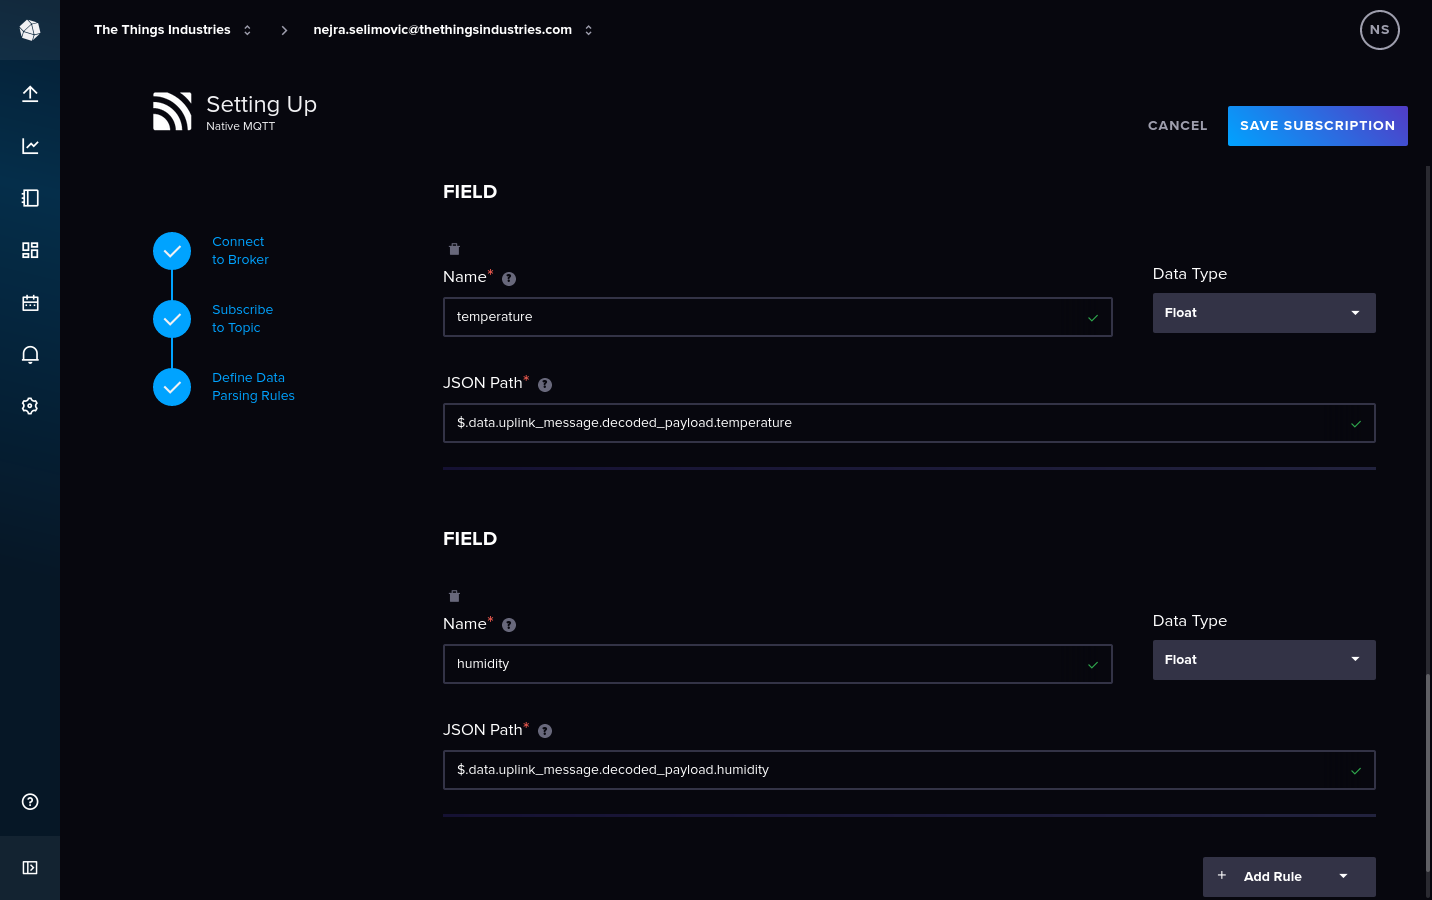 The Things Industries
nejra.selimovic@thethingsindustries.com
NS
Setting Up
Native MQTT
CANCEL
SAVE SUBSCRIPTION
Connect
to Broker
Subscribe
to Topic
Define Data
Parsing Rules
FIELD
Name* ?
Data Type
temperature
Float
JSON Path* ?
$.data.uplink_message.decoded_payload.temperature
FIELD
Name* ?
Data Type
humidity
Float
JSON Path* ?
$.data.uplink_message.decoded_payload.humidity
+ Add Rule